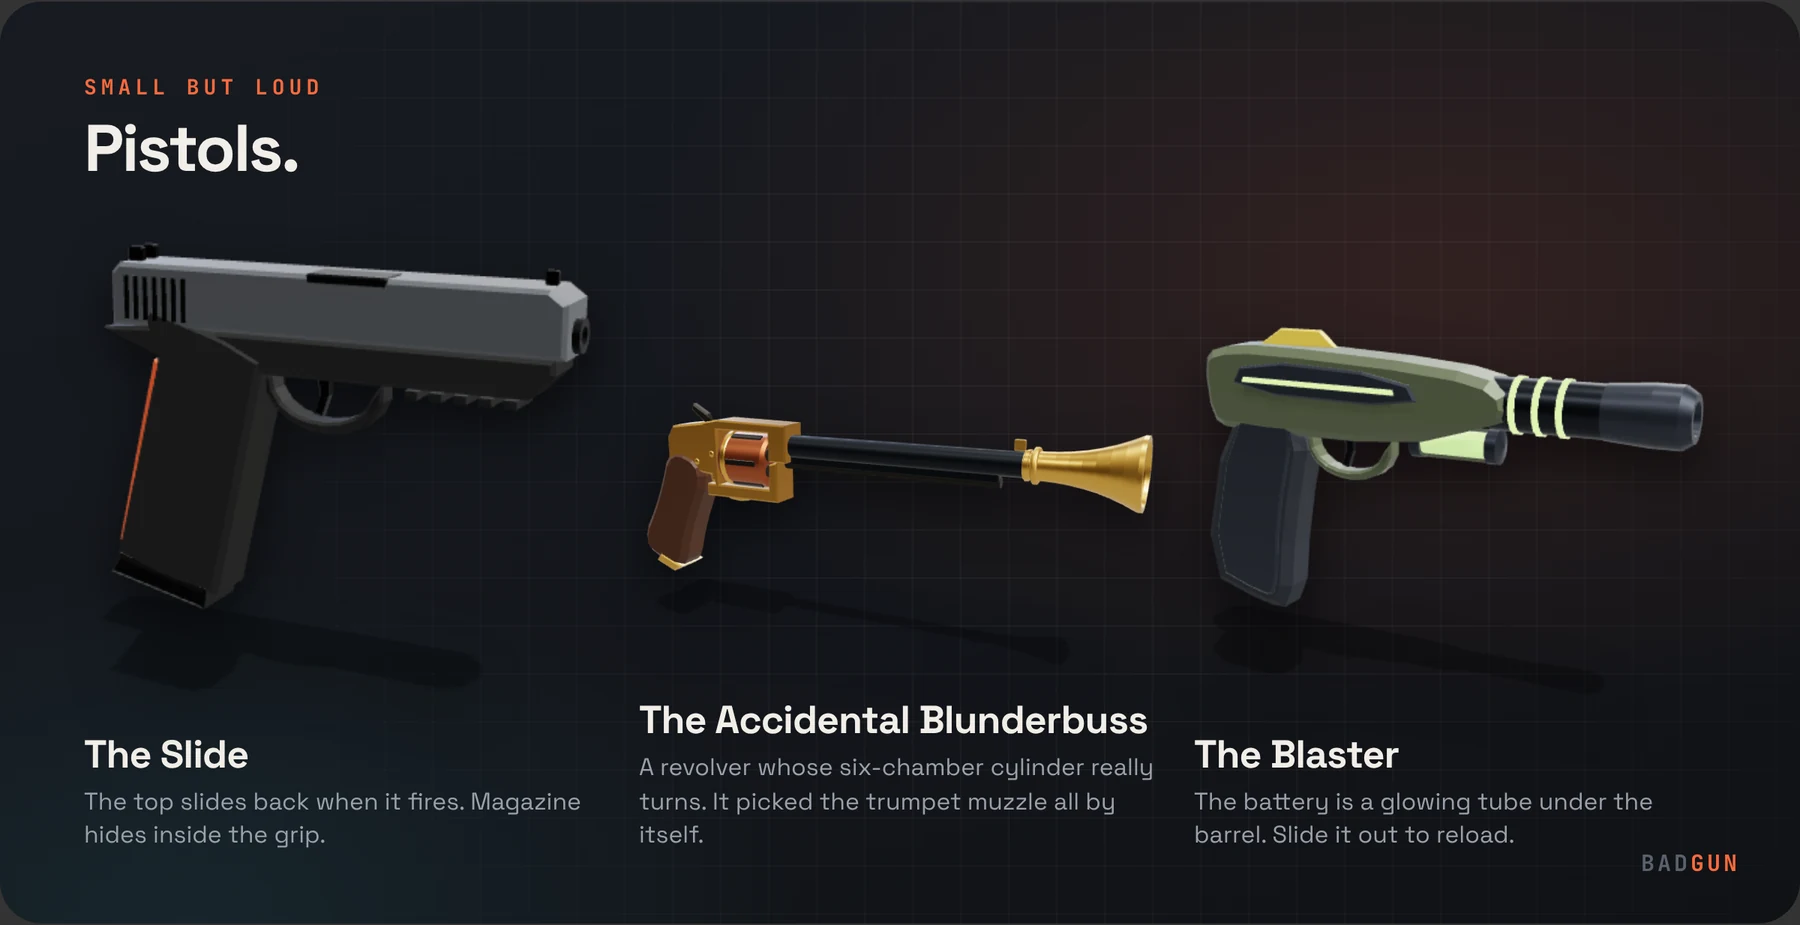 SMALL BUT LOUD
Pistols.
The Slide
The top slides back when it fires. Magazine
hides inside the grip.
The Accidental Blunderbuss
A revolver whose six-chamber cylinder really
turns. It picked the trumpet muzzle all by
itself.
The Blaster
The battery is a glowing tube under the
barrel. Slide it out to reload.
BADGUN